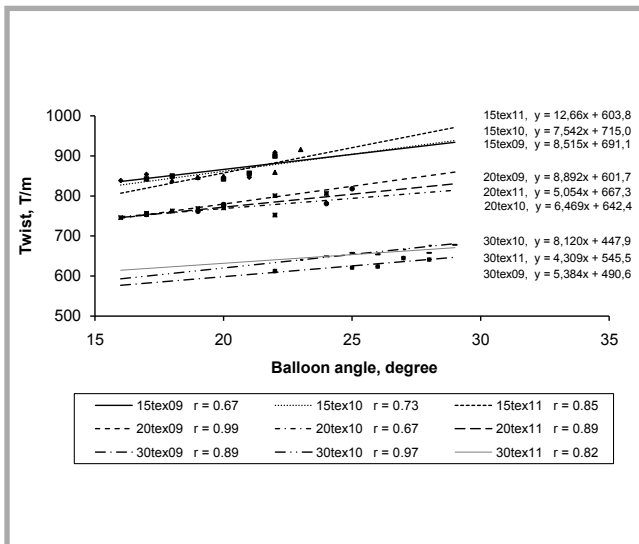 1000
900
800
700
600
500
15 20 25 30 35
Twist, T/m
Balloon angle, degree
15tex11, y = 12,66x + 603,8
15tex10, y = 7,542x + 715,0
15tex09, y = 8,515x + 691,1
20tex09, y = 8,892x + 601,7
20tex11, y = 5,054x + 667,3
20tex10, y = 6,469x + 642,4
30tex10, y = 8,120x + 447,9
30tex11, y = 4,309x + 545,5
30tex09, y = 5,384x + 490,6
15tex09 r = 0.67 15tex10 r = 0.73 15tex11 r = 0.85
20tex09 r = 0.99 20tex10 r = 0.67 20tex11 r = 0.89
30tex09 r = 0.89 30tex10 r = 0.97 30tex11 r = 0.82